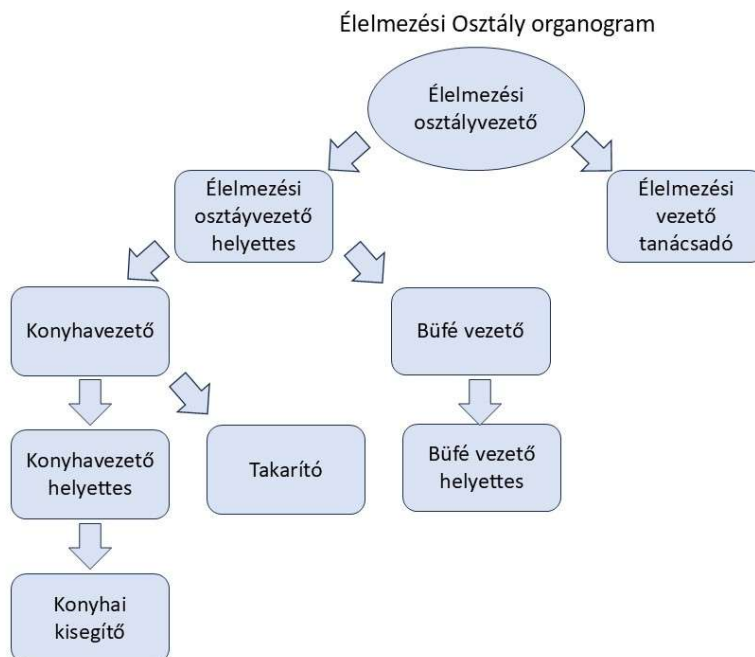 Élelmezési Osztály organogram
Élelmezési
osztályvezető
Élelmezési
osztáyvezető
helyettes
Élelmezési
vezető
tanácsadó
Konyhavezető
Büfé vezető
Konyhavezető
helyettes
Takarító
Büfé vezető
helyettes
Konyhai
kisegítő